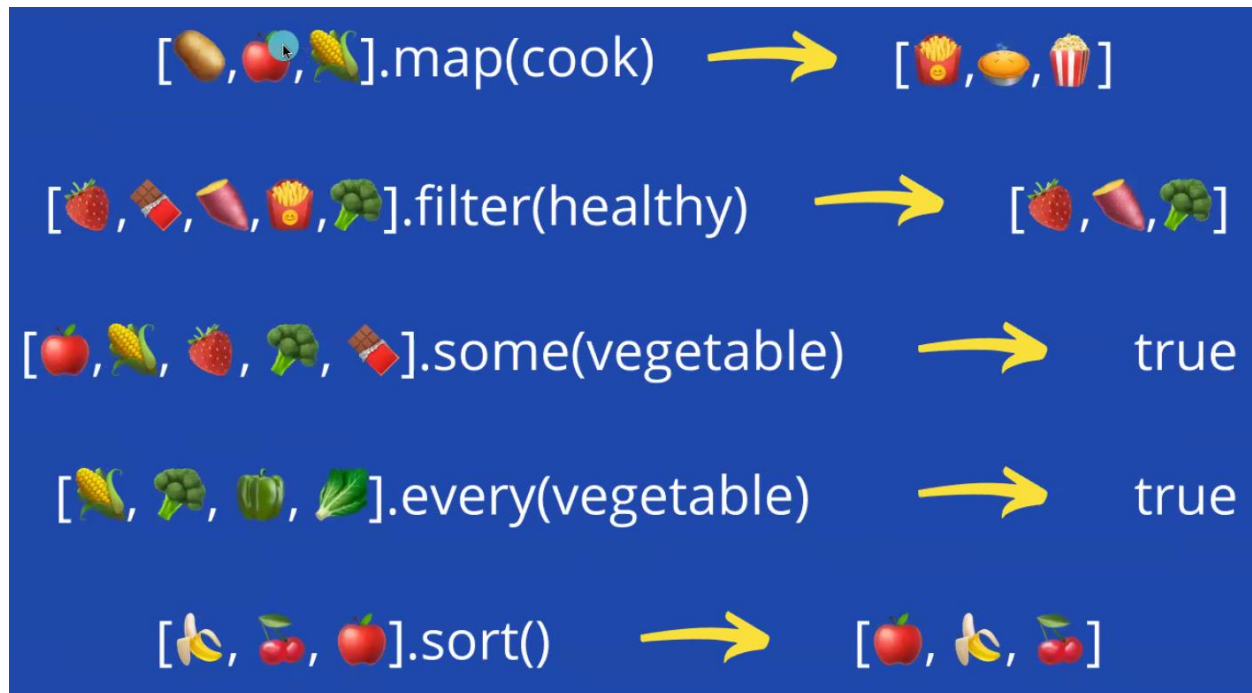 [🥔,🍎,🌽].map(cook) [🍟,🥧,🍿]
[🍓,🍫,🍠,🍟,🥦].filter(healthy) [🍓,🍠,🥦]
[🍎,🌽, 🍓, 🥦, 🍫].some(vegetable) true
[🌽, 🥦, 🫑, 🥬].every(vegetable) true
[🍌, 🍒, 🍎].sort() [🍎, 🍌, 🍒]